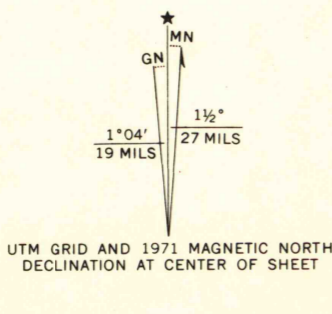 MN
GN
1½°
1°04′
27 MILS
19 MILS
UTM GRID AND 1971 MAGNETIC NORTH
DECLINATION AT CENTER OF SHEET